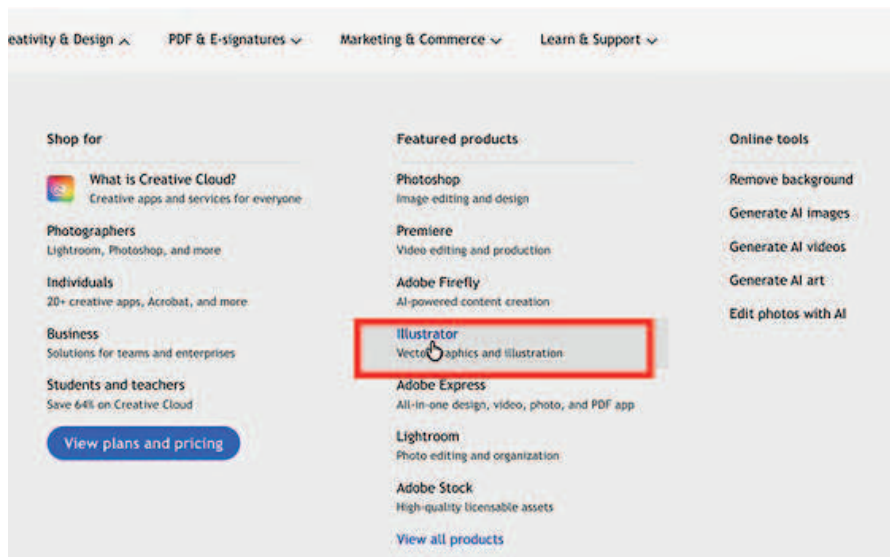 eativity & Design
PDF & E-signatures
Marketing & Commerce
Learn & Support
Shop for
What is Creative Cloud?
Creative apps and services for everyone
Photographers
Lightroom, Photoshop, and more
Individuals
20+ creative apps, Acrobat, and more
Business
Solutions for teams and enterprises
Students and teachers
Save 64% on Creative Cloud
View plans and pricing
Featured products
Photoshop
Image editing and design
Premiere
Video editing and production
Adobe Firefly
AI-powered content creation
Illustrator
Vecto aphics and illustration
Adobe Express
All-in-one design, video, photo, and PDF app
Lightroom
Photo editing and organization
Adobe Stock
High-quality licensable assets
View all products
Online tools
Remove background
Generate AI images
Generate AI videos
Generate AI art
Edit photos with AI